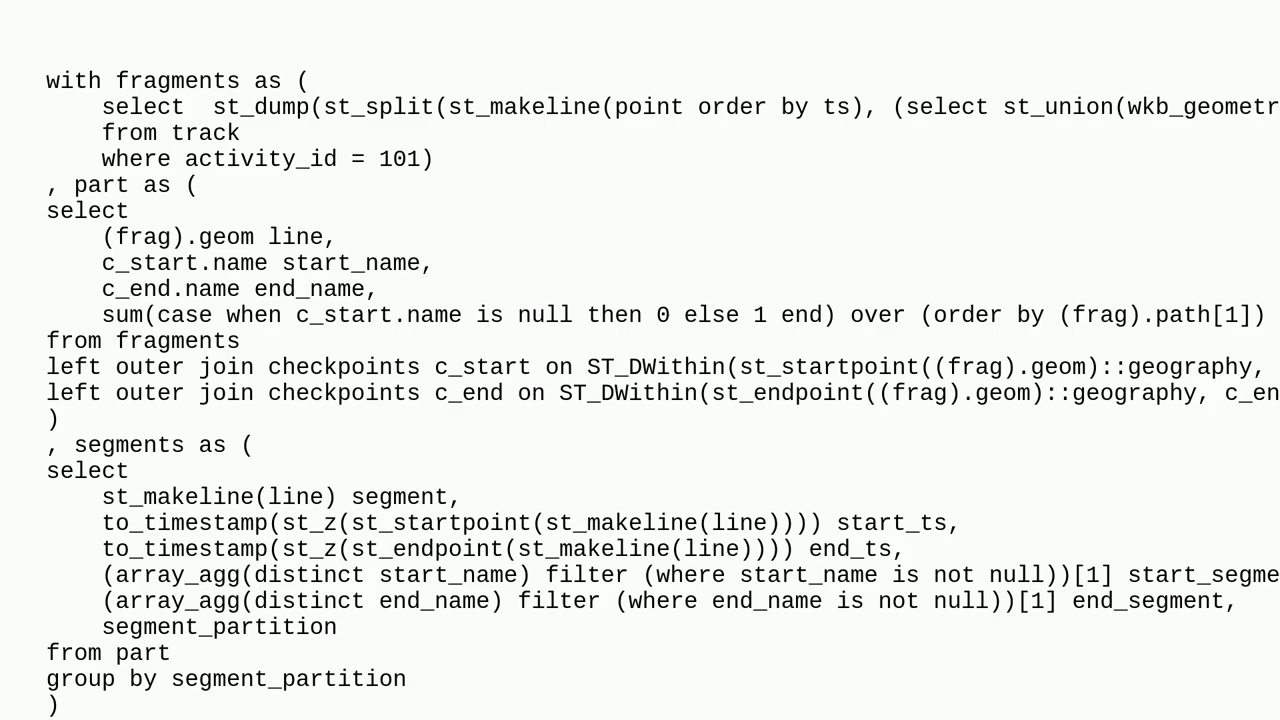 with fragments as (
    select  st_dump(st_split(st_makeline(point order by ts), (select st_union(wkb_geometr
    from track
    where activity_id = 101)
, part as (
select
    (frag).geom line,
    c_start.name start_name,
    c_end.name end_name,
    sum(case when c_start.name is null then 0 else 1 end) over (order by (frag).path[1])
from fragments
left outer join checkpoints c_start on ST_DWithin(st_startpoint((frag).geom)::geography,
left outer join checkpoints c_end on ST_DWithin(st_endpoint((frag).geom)::geography, c_en
)
, segments as (
select
    st_makeline(line) segment,
    to_timestamp(st_z(st_startpoint(st_makeline(line)))) start_ts,
    to_timestamp(st_z(st_endpoint(st_makeline(line)))) end_ts,
    (array_agg(distinct start_name) filter (where start_name is not null))[1] start_segme
    (array_agg(distinct end_name) filter (where end_name is not null))[1] end_segment,
    segment_partition
from part
group by segment_partition
)